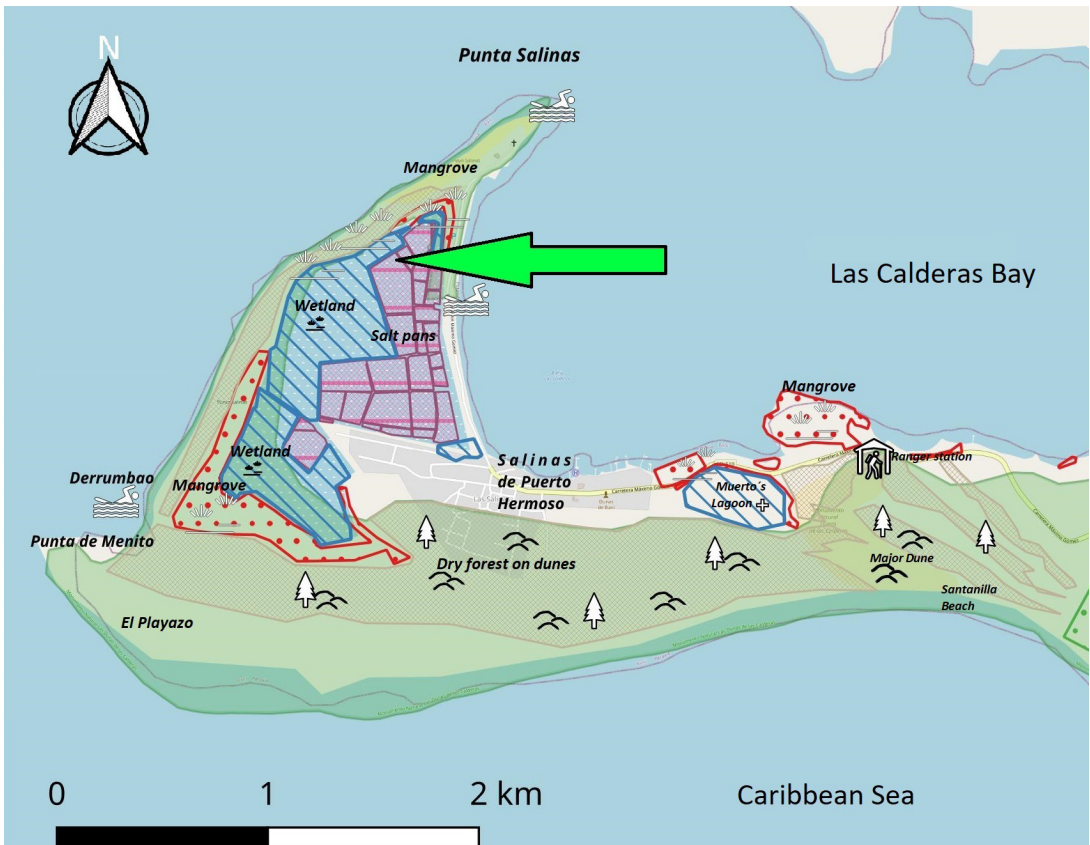 N
Punta Salinas
Mangrove
Las Calderas Bay
Wetland
Salt pans
Mangrove
Wetland
Salinas
de Puerto
Hermoso
Ranger station
Derrumbao
Mangrove
Muerto´s
Lagoon
Punta de Menito
Dry forest on dunes
Major Dune
Santanilla
Beach
El Playazo
0 1 2 km
Caribbean Sea